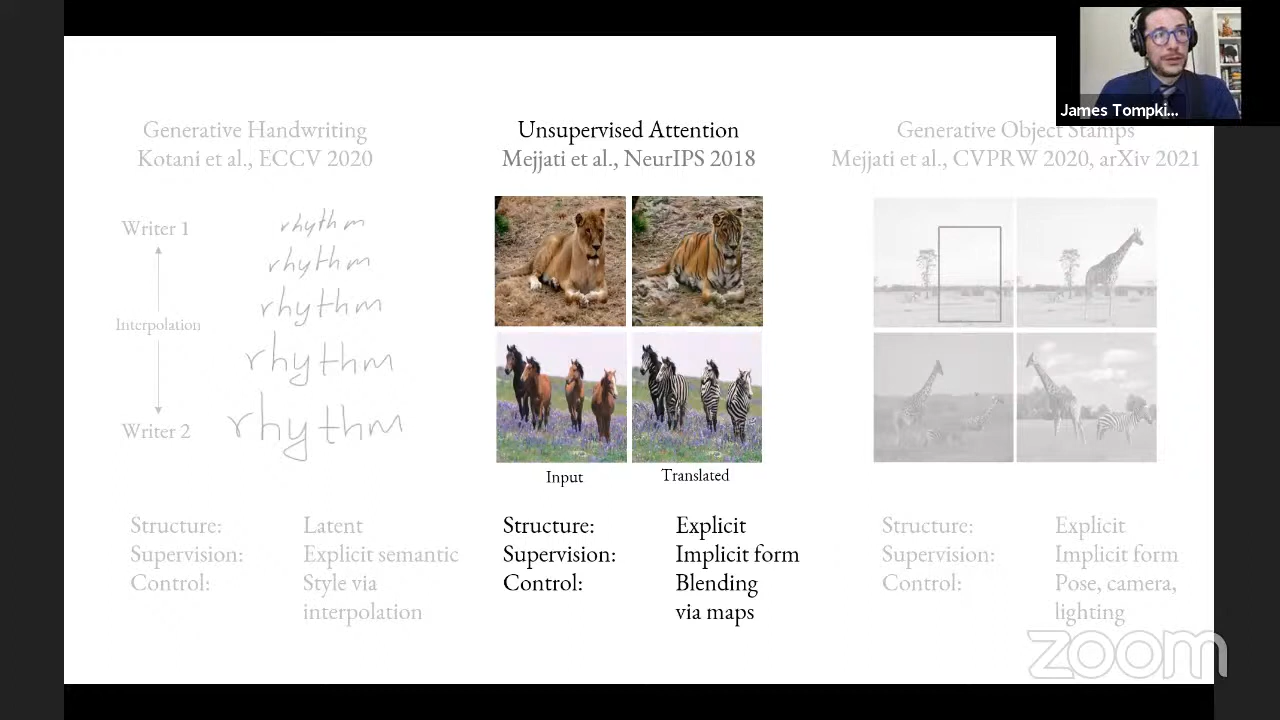 James Tompki...
Generative Handwriting
Kotani et al., ECCV 2020
Writer 1
Interpolation
Writer 2
rhythm
rhythm
rhythm
rhythm
rhythm
Structure: Latent
Supervision: Explicit semantic
Control: Style via
interpolation
Unsupervised Attention
Mejjati et al., NeurIPS 2018
Input Translated
Structure: Explicit
Supervision: Implicit form
Control: Blending
via maps
Generative Object Stamps
Mejjati et al., CVPRW 2020, arXiv 2021
Structure: Explicit
Supervision: Implicit form
Control: Pose, camera,
lighting
zoom